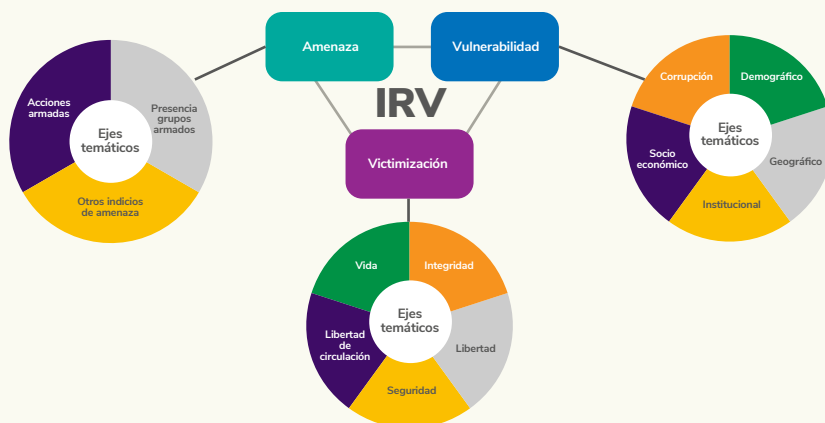 Amenaza
Vulnerabilidad
IRV
Victimización
Acciones
armadas
Presencia
grupos
armados
Ejes
temáticos
Otros indicios
de amenaza
Corrupción
Demográfico
Ejes
temáticos
Socio
económico
Geográfico
Institucional
Vida
Integridad
Ejes
temáticos
Libertad
de
circulación
Libertad
Seguridad